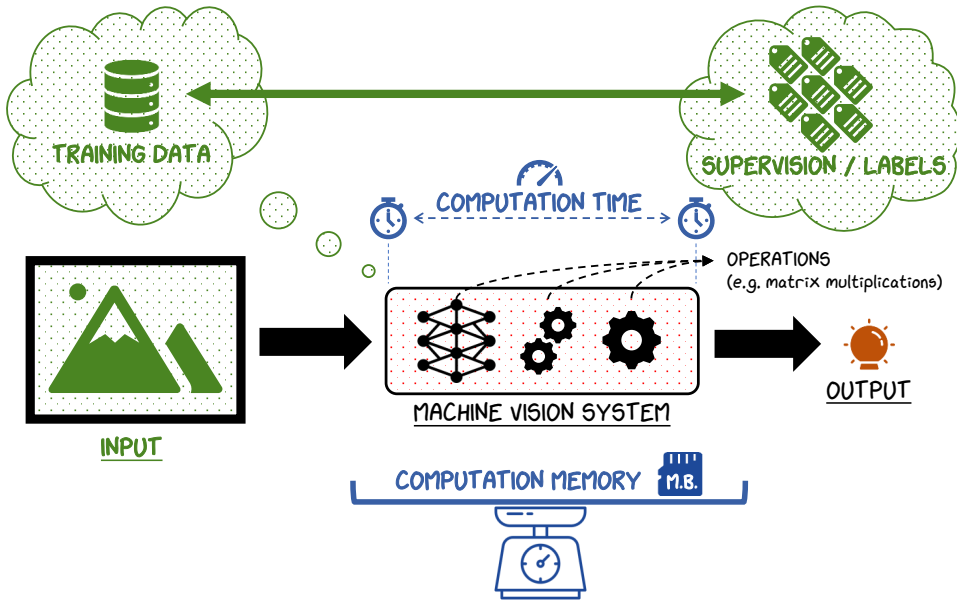 TRAINING DATA
SUPERVISION / LABELS
COMPUTATION TIME
OPERATIONS
(e.g. matrix multiplications)
INPUT
MACHINE VISION SYSTEM
OUTPUT
COMPUTATION MEMORY
M.B.